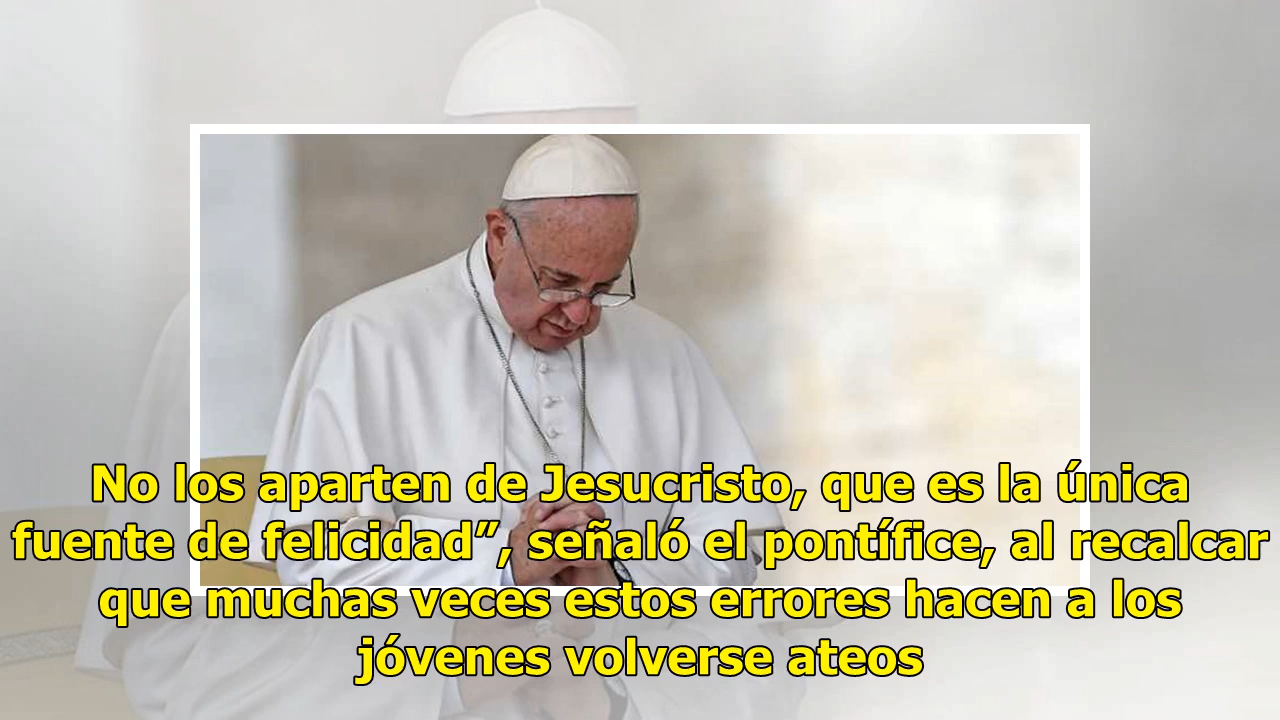 No los aparten de Jesucristo, que es la única
fuente de felicidad”, señaló el pontífice, al recalcar
que muchas veces estos errores hacen a los
jóvenes volverse ateos